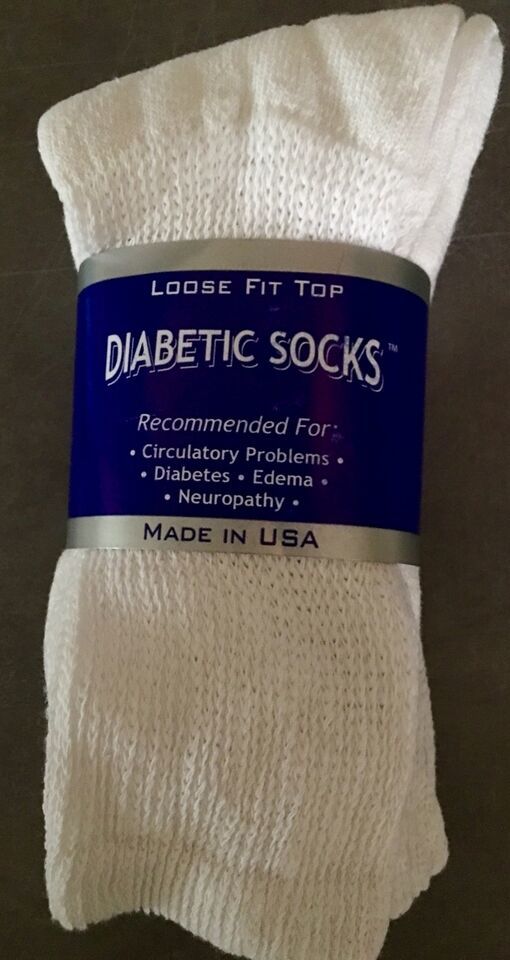 LOOSE FIT TOP
DIABETIC SOCKS™
Recommended For:
• Circulatory Problems •
• Diabetes • Edema •
• Neuropathy •
MADE IN USA